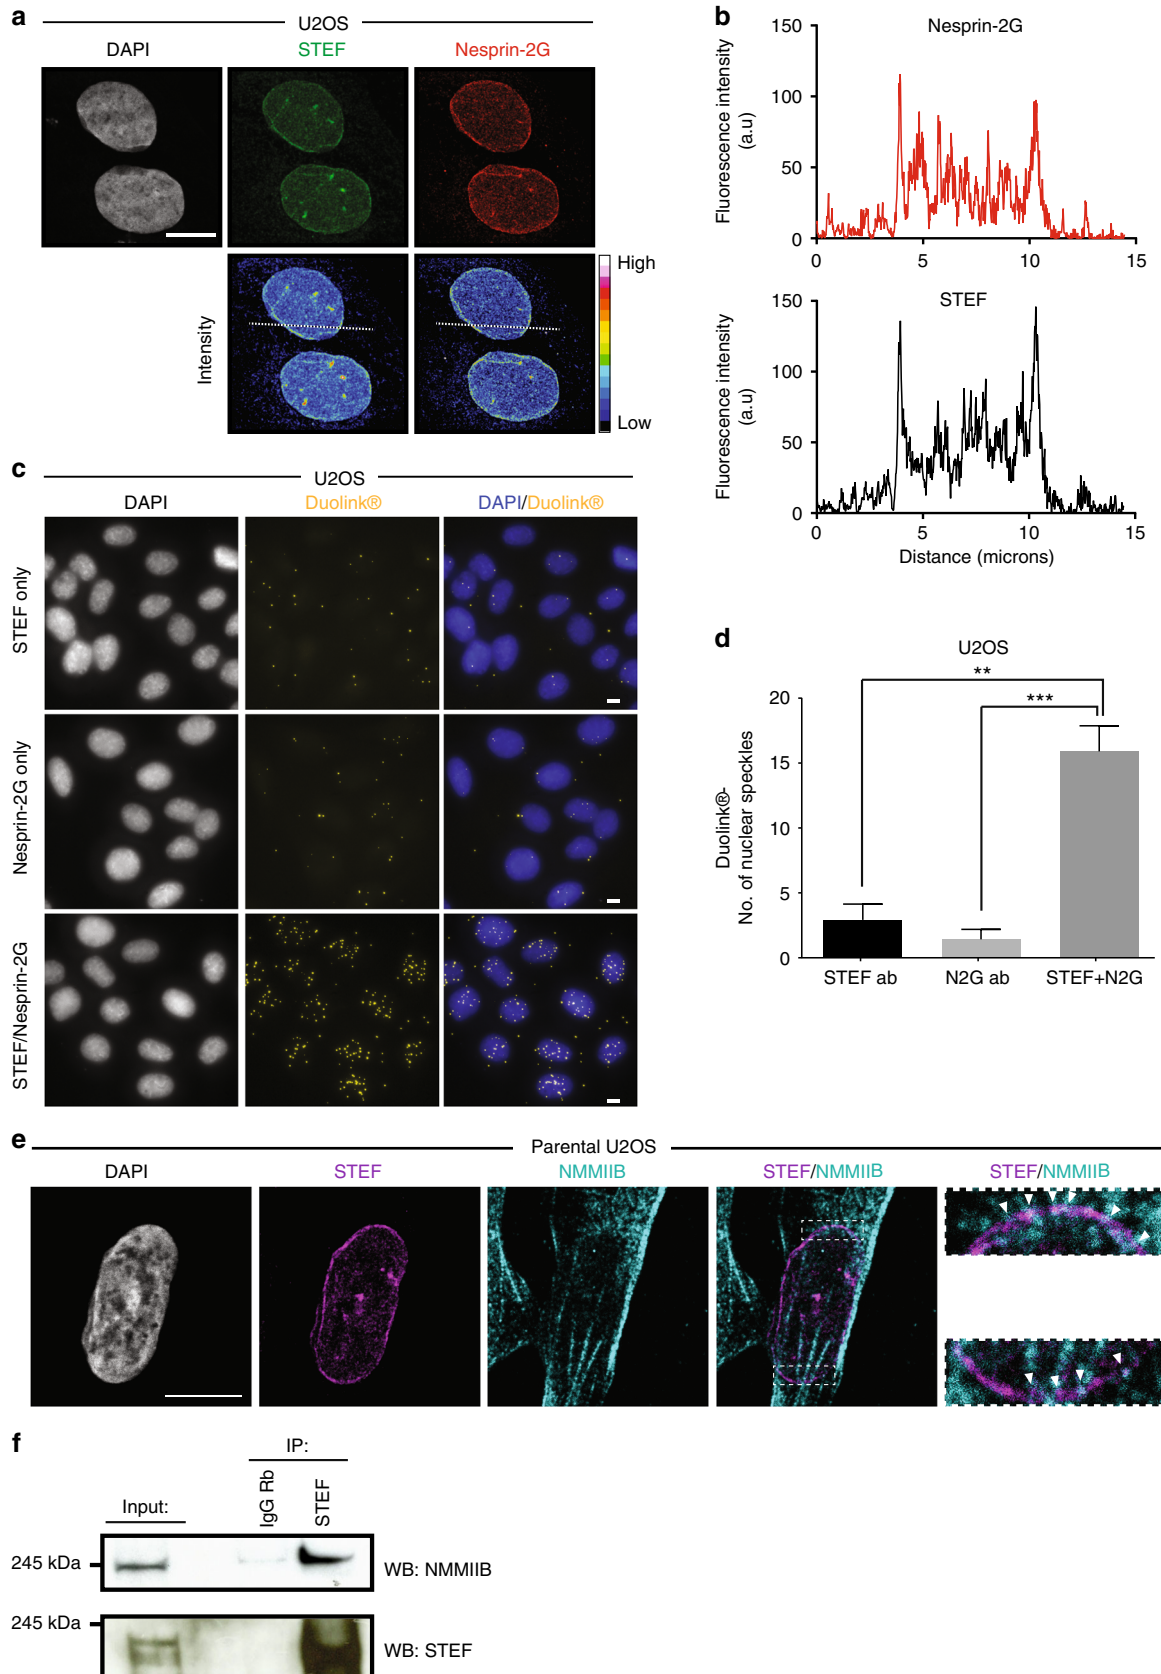 a
U2OS
DAPI
STEF
Nesprin-2G
Intensity
High
Low
b
Nesprin-2G
Fluorescence intensity
(a.u)
150
100
50
0
0 5 10 15
STEF
Fluorescence intensity
(a.u)
150
100
50
0
0 5 10 15
Distance (microns)
c
U2OS
DAPI
Duolink®
DAPI/Duolink®
STEF only
Nesprin-2G only
STEF/Nesprin-2G
d
U2OS
**
***
Duolink®-
No. of nuclear speckles
20
15
10
5
0
STEF ab
N2G ab
STEF+N2G
e
Parental U2OS
DAPI
STEF
NMMIIB
STEF/NMMIIB
STEF/NMMIIB
f
IP:
Input:
IgG Rb
STEF
245 kDa
WB: NMMIIB
245 kDa
WB: STEF